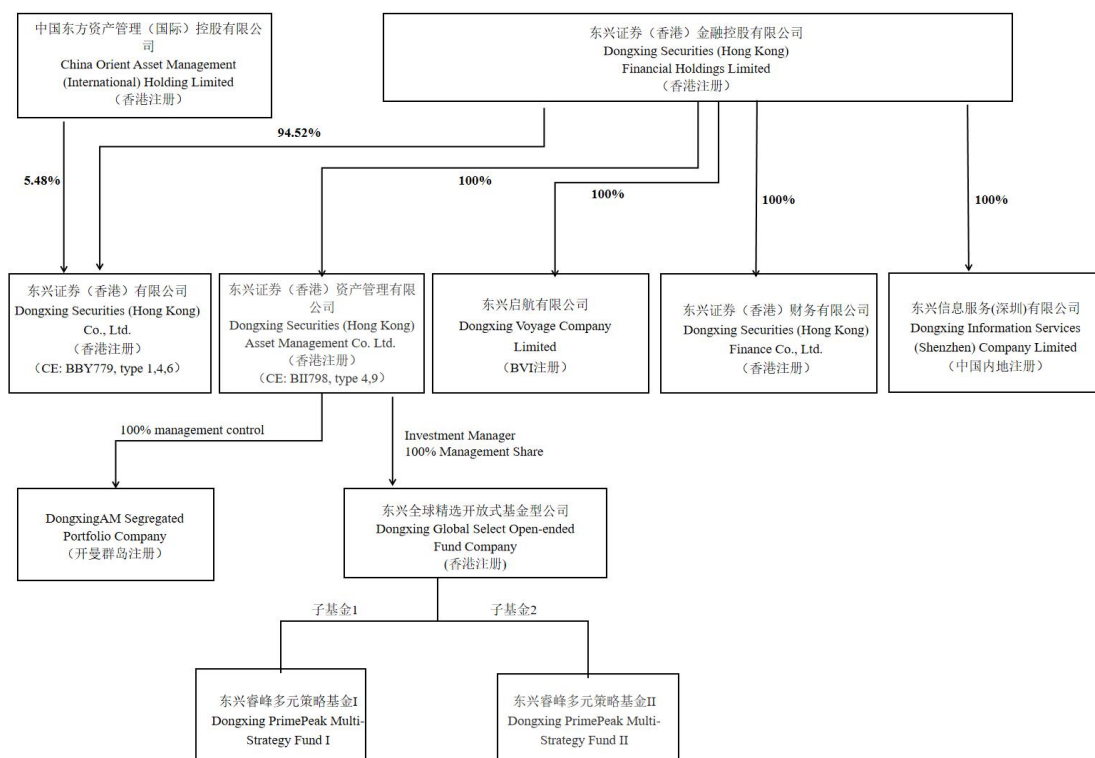 中国东方资产管理（国际）控股有限公
司
China Orient Asset Management
(International) Holding Limited
（香港注册）
东兴证券（香港）金融控股有限公司
Dongxing Securities (Hong Kong)
Financial Holdings Limited
（香港注册）
94.52%
5.48%
100%
100%
100%
100%
东兴证券（香港）有限公司
Dongxing Securities (Hong Kong)
Co., Ltd.
（香港注册）
（CE: BBY779, type 1,4,6）
东兴证券（香港）资产管理有限
公司
Dongxing Securities (Hong Kong)
Asset Management Co. Ltd.
（香港注册）
（CE: BII798, type 4,9）
东兴启航有限公司
Dongxing Voyage Company
Limited
（BVI注册）
东兴证券（香港）财务有限公司
Dongxing Securities (Hong Kong)
Finance Co., Ltd.
（香港注册）
东兴信息服务(深圳)有限公司
Dongxing Information Services
(Shenzhen) Company Limited
（中国内地注册）
100% management control
Investment Manager
100% Management Share
DongxingAM Segregated
Portfolio Company
（开曼群岛注册）
东兴全球精选开放式基金型公司
Dongxing Global Select Open-ended
Fund Company
(香港注册)
子基金1
子基金2
东兴睿峰多元策略基金I
Dongxing PrimePeak Multi-
Strategy Fund I
东兴睿峰多元策略基金II
Dongxing PrimePeak Multi-
Strategy Fund II